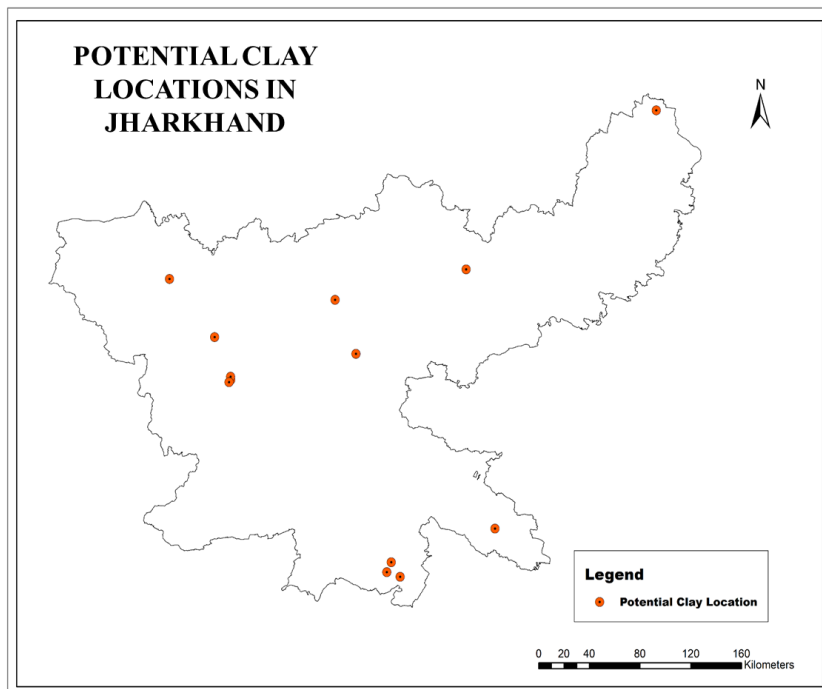 POTENTIAL CLAY
LOCATIONS IN
JHARKHAND
N
Legend
Potential Clay Location
0 20 40 80 120 160
Kilometers